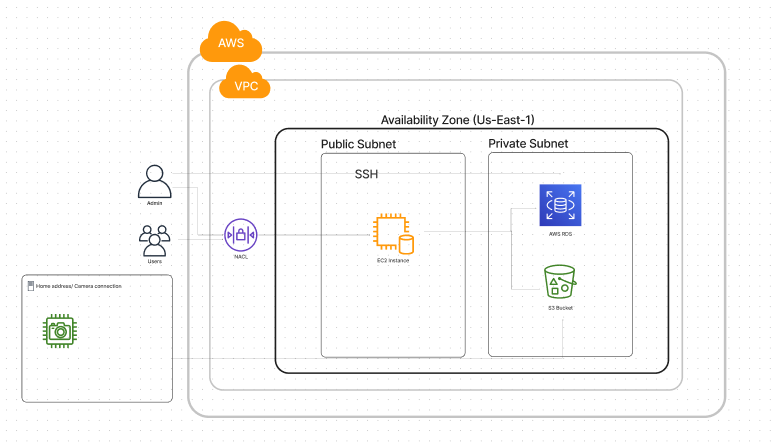 AWS
VPC
Availability Zone (Us-East-1)
Public Subnet
Private Subnet
SSH
Admin
AWS RDS
Users
NACL
EC2 Instance
Home address/ Camera connection
S3 Bucket